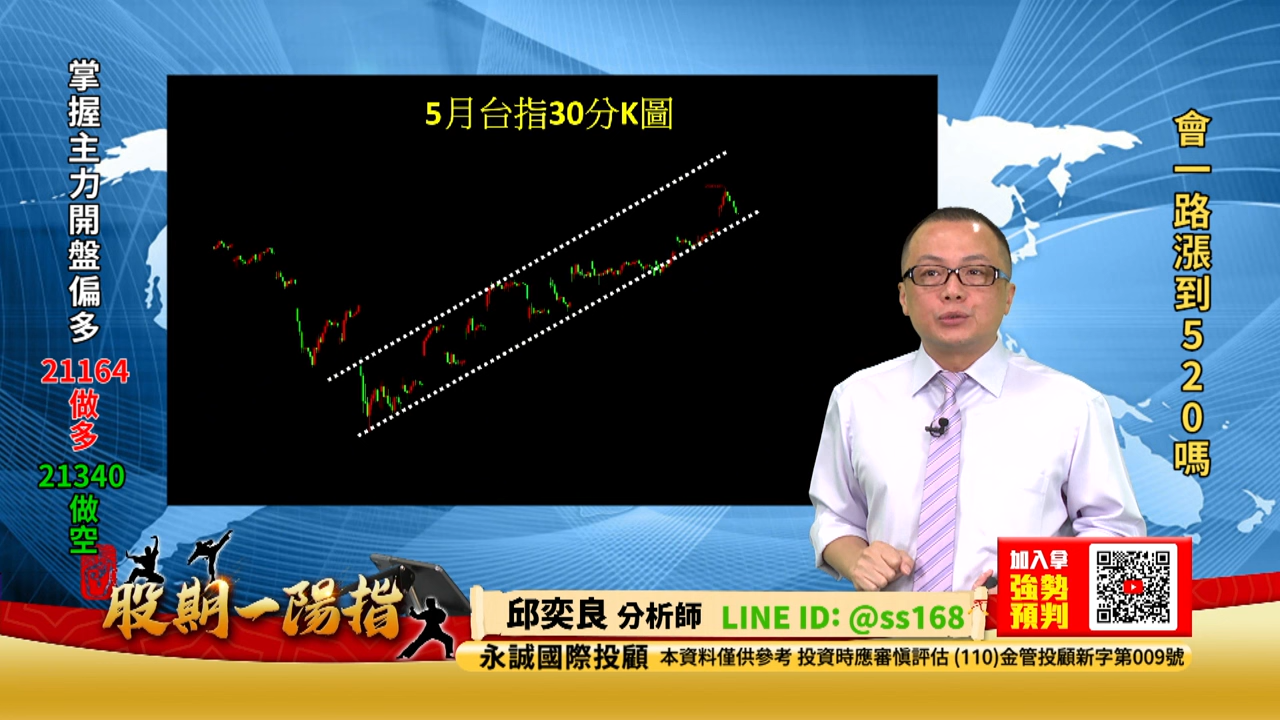 掌握主力開盤偏多
21164
做多
21340
做空
5月台指30分K圖
會一路漲到520嗎
股期一陽指
邱奕良 分析師 LINE ID: @ss168
永誠國際投顧 本資料僅供參考 投資時應審慎評估 (110)金管投顧新字第009號
加入拿
強勢
預判